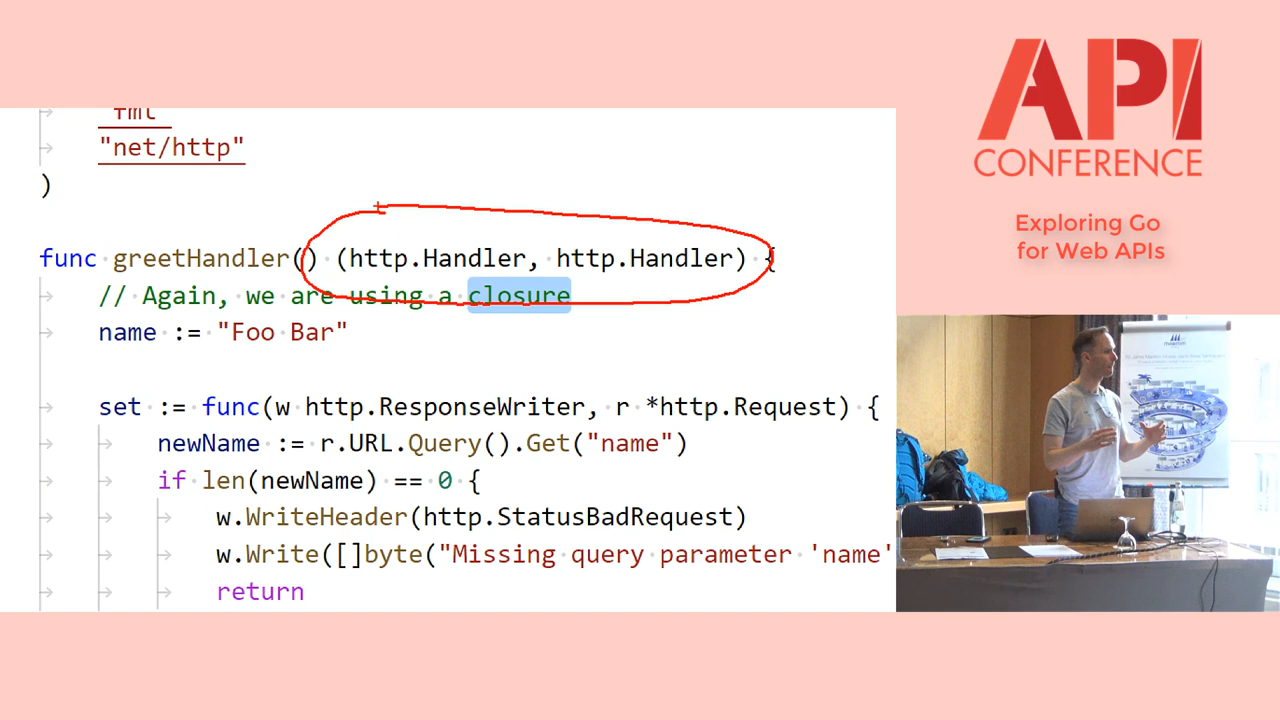 fmt
"net/http"
)
func greetHandler() (http.Handler, http.Handler) {
// Again, we are using a closure
name := "Foo Bar"
set := func(w http.ResponseWriter, r *http.Request) {
newName := r.URL.Query().Get("name")
if len(newName) == 0 {
w.WriteHeader(http.StatusBadRequest)
w.Write([]byte("Missing query parameter 'name'
return
API
CONFERENCE
Exploring Go
for Web APIs